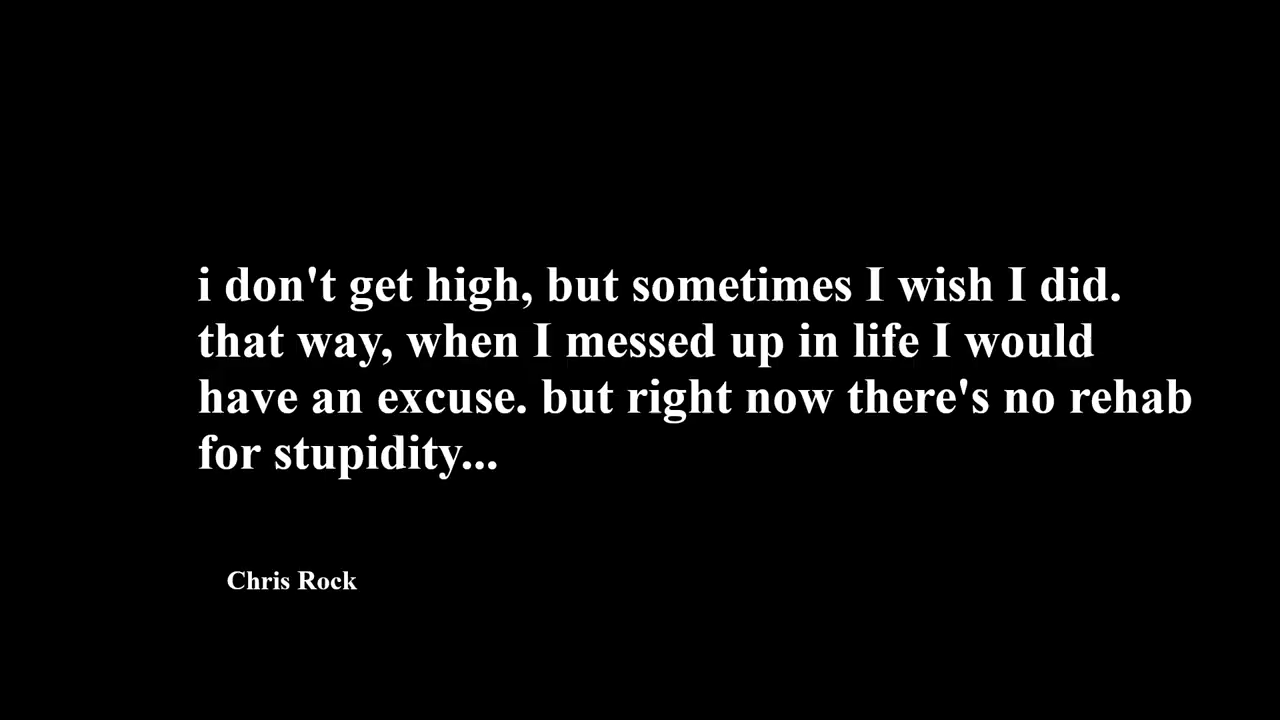 i don't get high, but sometimes I wish I did.
that way, when I messed up in life I would
have an excuse. but right now there's no rehab
for stupidity...
Chris Rock